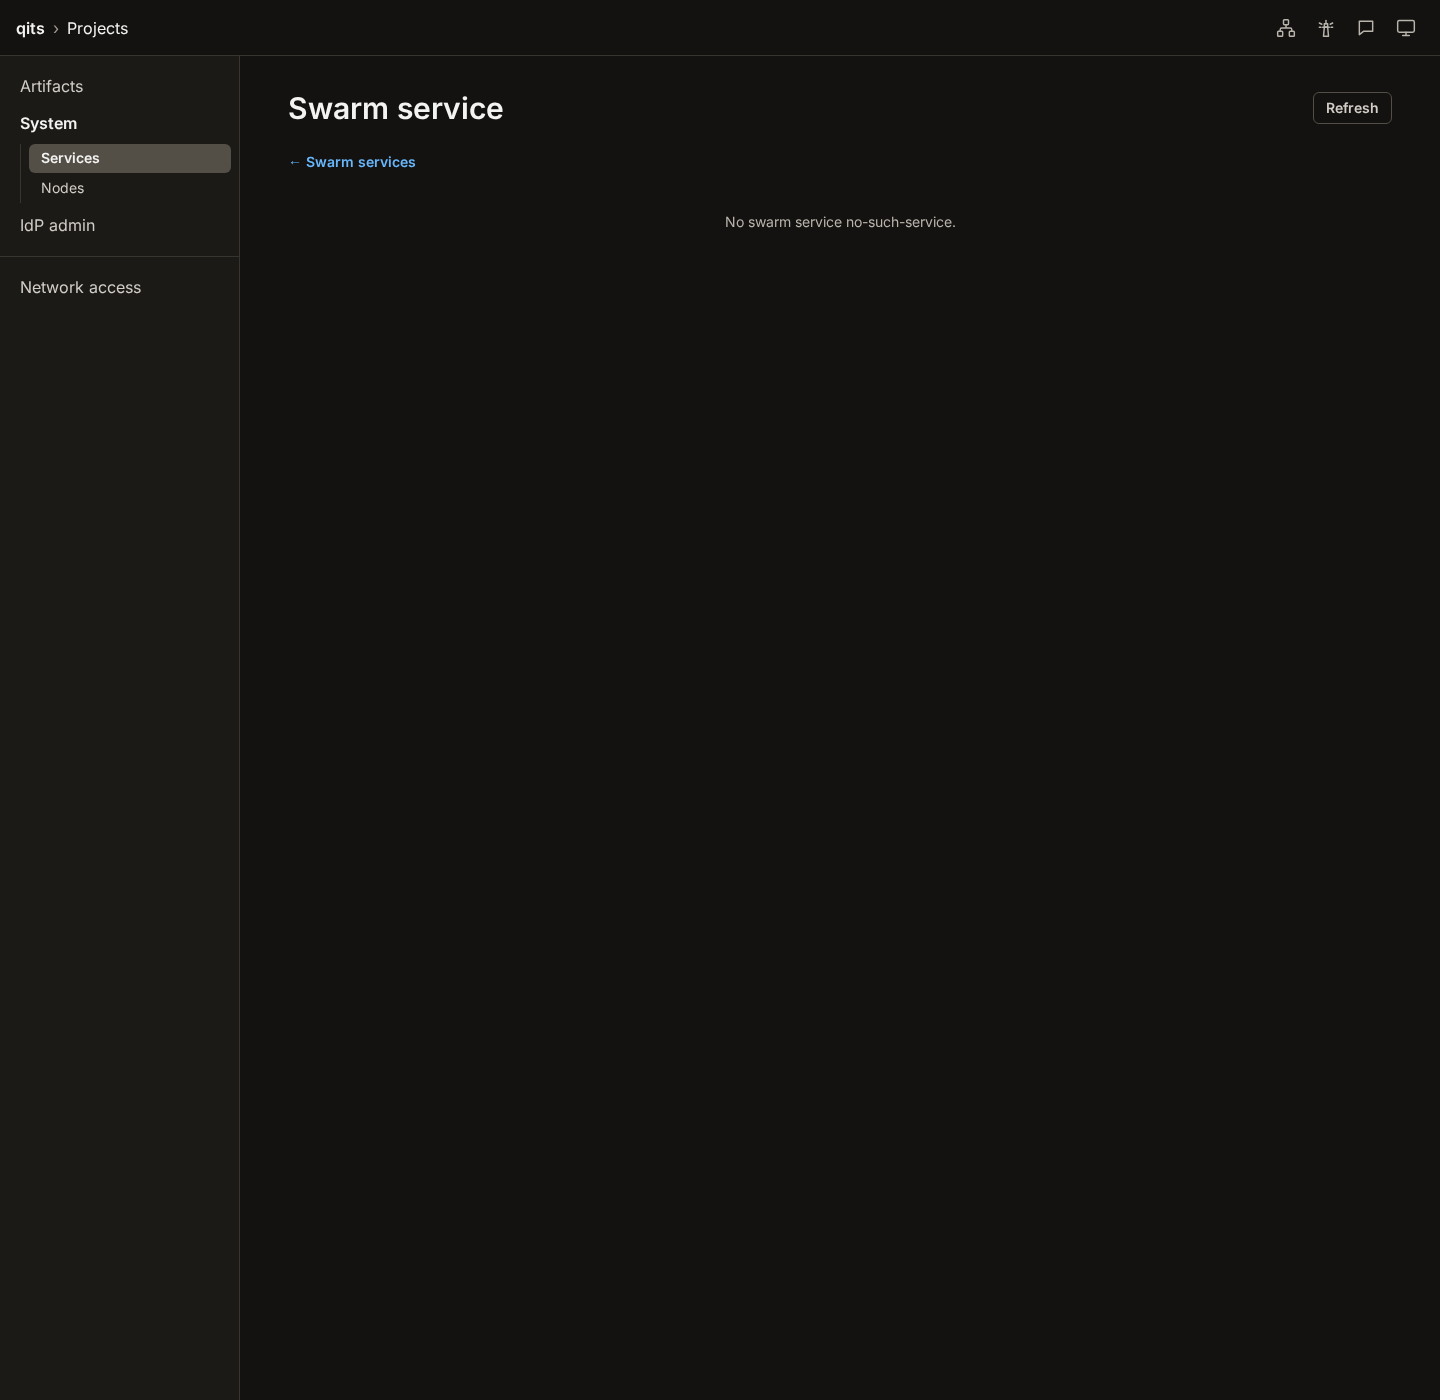 qits › Projects
Artifacts
System
Services
Nodes
IdP admin
Network access
Swarm service
Refresh
← Swarm services
No swarm service no-such-service.